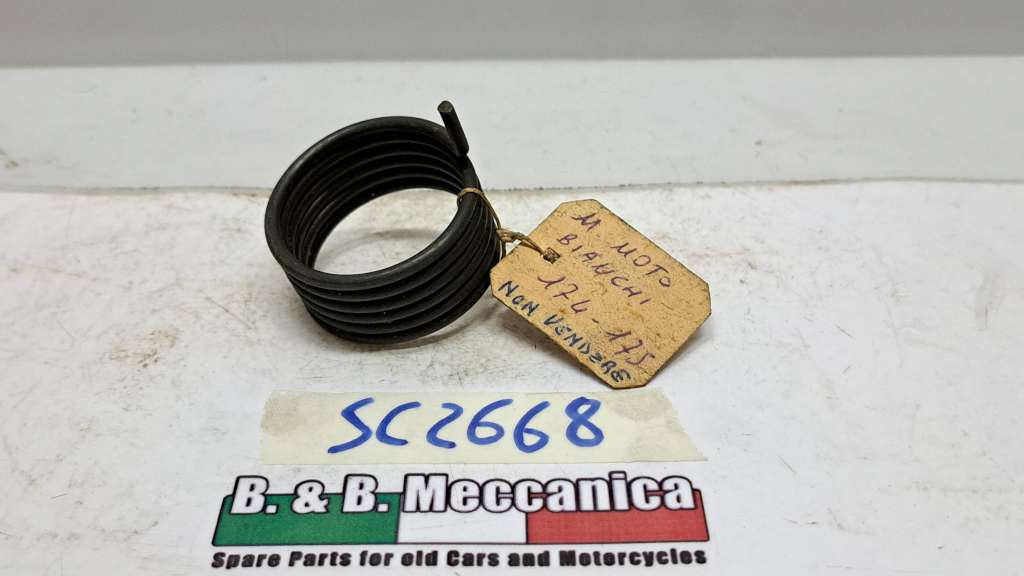 M MOTO
BIANCHI
174-175
NON VENDERE
SC2668
B. & B. Meccanica
Spare Parts for old Cars and Motorcycles